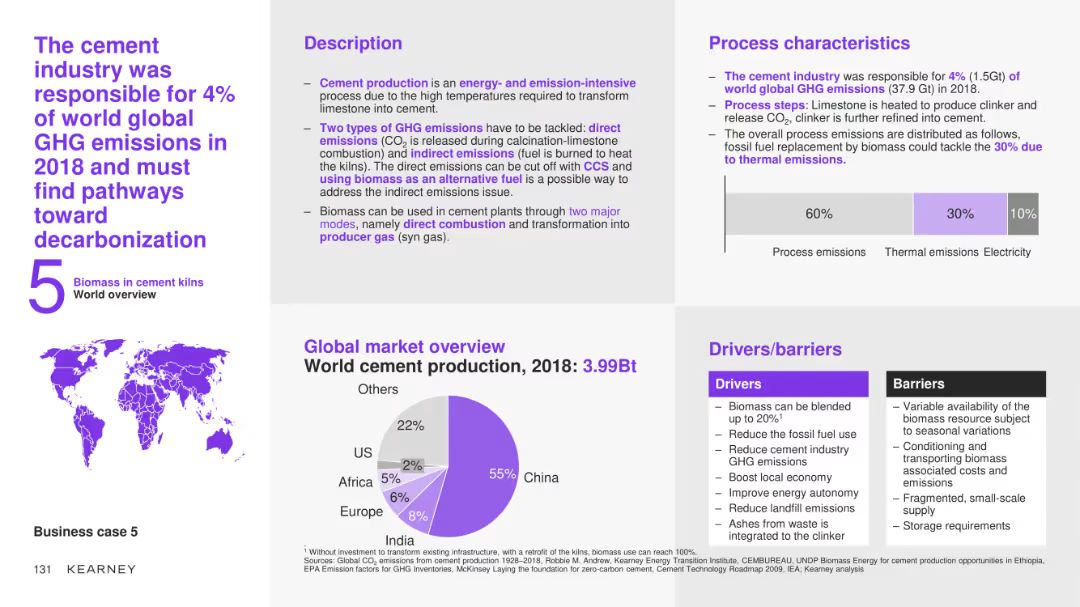 The cement
industry was
responsible for 4%
of world global
GHG emissions in
2018 and must
find pathways
toward
decarbonization
5
Biomass in cement kilns
World overview
Business case 5
131 KEARNEY
Description
– Cement production is an energy- and emission-intensive
process due to the high temperatures required to transform
limestone into cement.
– Two types of GHG emissions have to be tackled: direct
emissions (CO₂ is released during calcination-limestone
combustion) and indirect emissions (fuel is burned to heat
the kilns). The direct emissions can be cut off with CCS and
using biomass as an alternative fuel is a possible way to
address the indirect emissions issue.
– Biomass can be used in cement plants through two major
modes, namely direct combustion and transformation into
producer gas (syn gas).
Process characteristics
– The cement industry was responsible for 4% (1.5Gt) of
world global GHG emissions (37.9 Gt) in 2018.
– Process steps: Limestone is heated to produce clinker and
release CO₂, clinker is further refined into cement.
– The overall process emissions are distributed as follows,
fossil fuel replacement by biomass could tackle the 30% due
to thermal emissions.
60% 30% 10%
Process emissions Thermal emissions Electricity
Global market overview
World cement production, 2018: 3.99Bt
Others
22%
US
2%
Africa 5%
55% China
6%
Europe
8%
India
Drivers/barriers
Drivers
– Biomass can be blended
up to 20%¹
– Reduce the fossil fuel use
– Reduce cement industry
GHG emissions
– Boost local economy
– Improve energy autonomy
– Reduce landfill emissions
– Ashes from waste is
integrated to the clinker
Barriers
– Variable availability of the
biomass resource subject
to seasonal variations
– Conditioning and
transporting biomass
associated costs and
emissions
– Fragmented, small-scale
supply
– Storage requirements
¹ Without investment to transform existing infrastructure, with a retrofit of the kilns, biomass use can reach 100%.
Sources: Global CO₂ emissions from cement production 1928–2018, Robbie M. Andrew, Kearney Energy Transition Institute, CEMBUREAU, UNDP Biomass Energy for cement production opportunities in Ethiopia,
EPA Emission factors for GHG inventories, McKinsey Laying the foundation for zero-carbon cement, Cement Technology Roadmap 2009, IEA; Kearney analysis